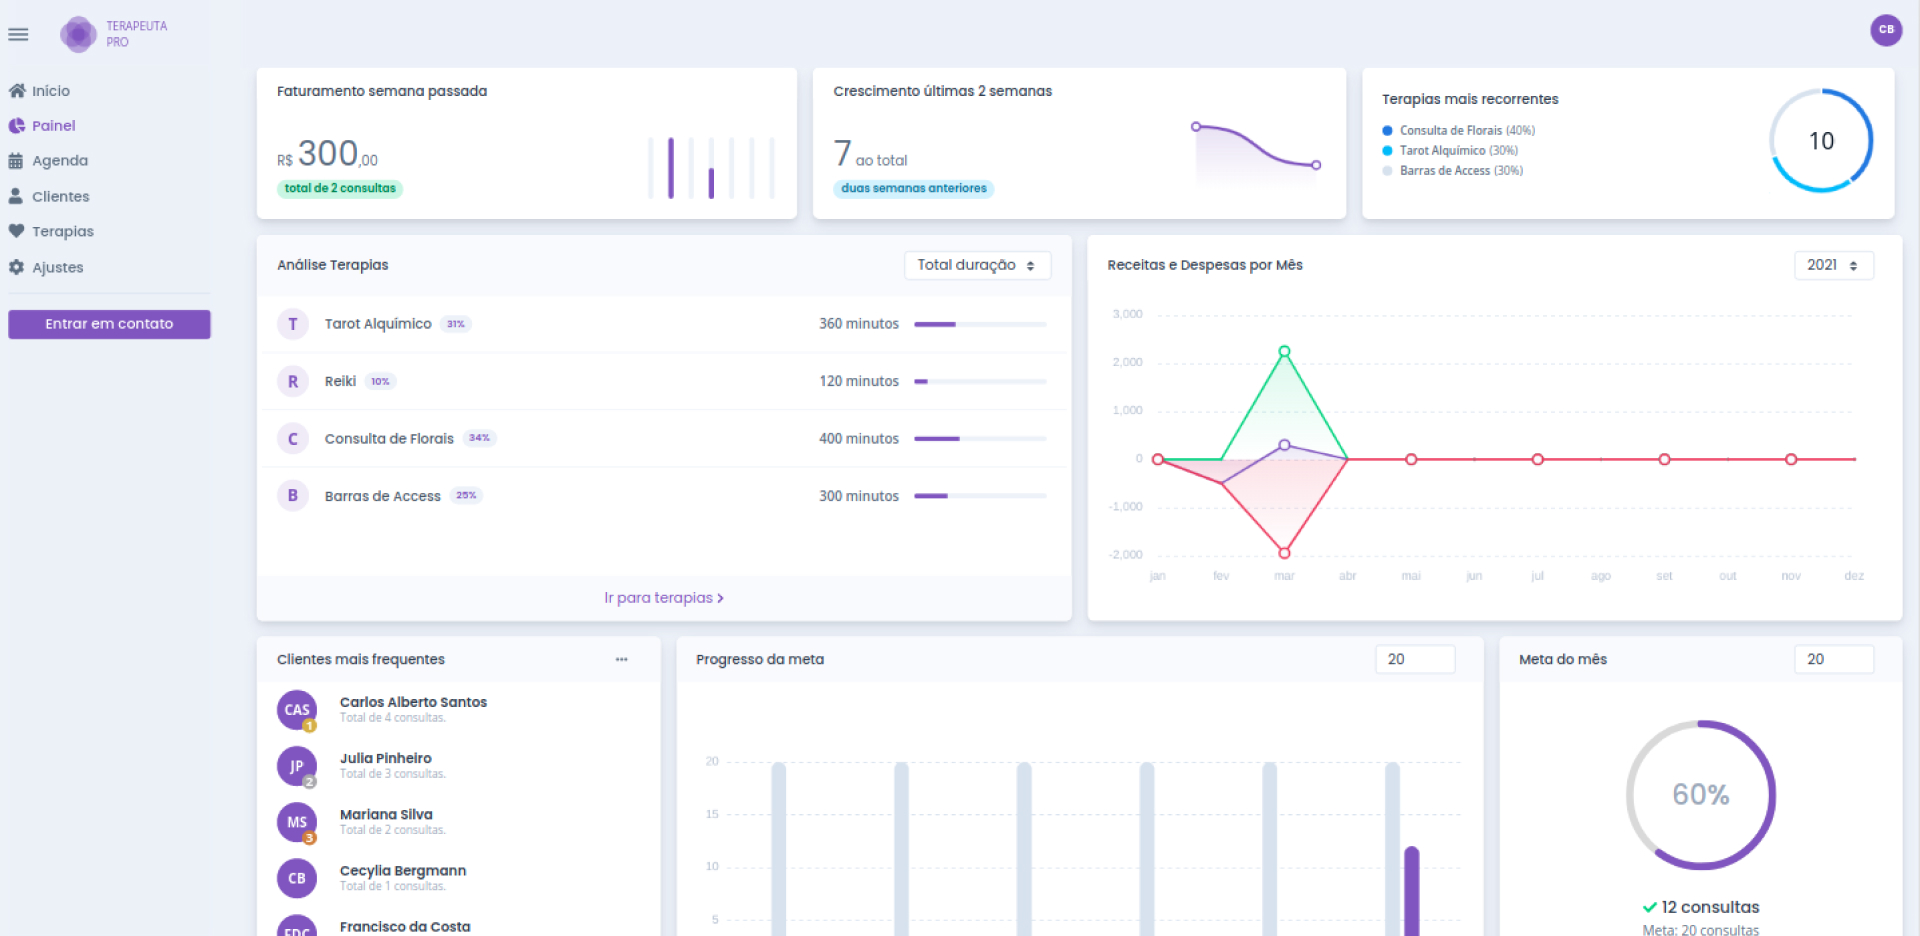 TERAPEUTA
PRO
CB
Início
Painel
Agenda
Clientes
Terapias
Ajustes
Entrar em contato
Faturamento semana passada
R$ 300,00
total de 2 consultas
Crescimento últimas 2 semanas
7 ao total
duas semanas anteriores
Terapias mais recorrentes
Consulta de Florais (40%)
Tarot Alquímico (30%)
Barras de Access (30%)
10
Análise Terapias
Total duração
T Tarot Alquímico 31% 360 minutos
R Reiki 10% 120 minutos
C Consulta de Florais 34% 400 minutos
B Barras de Access 25% 300 minutos
Ir para terapias
Receitas e Despesas por Mês
2021
3,000
2,000
1,000
0
-1,000
-2,000
jan fev mar abr mai jun jul ago set out nov dez
Clientes mais frequentes
CAS 1 Carlos Alberto Santos
Total de 4 consultas.
JP 2 Julia Pinheiro
Total de 3 consultas.
MS 3 Mariana Silva
Total de 2 consultas.
CB Cecylia Bergmann
Total de 1 consultas.
FDC Francisco da Costa
Progresso da meta
20
20
15
10
5
Meta do mês
20
60%
12 consultas
Meta: 20 consultas